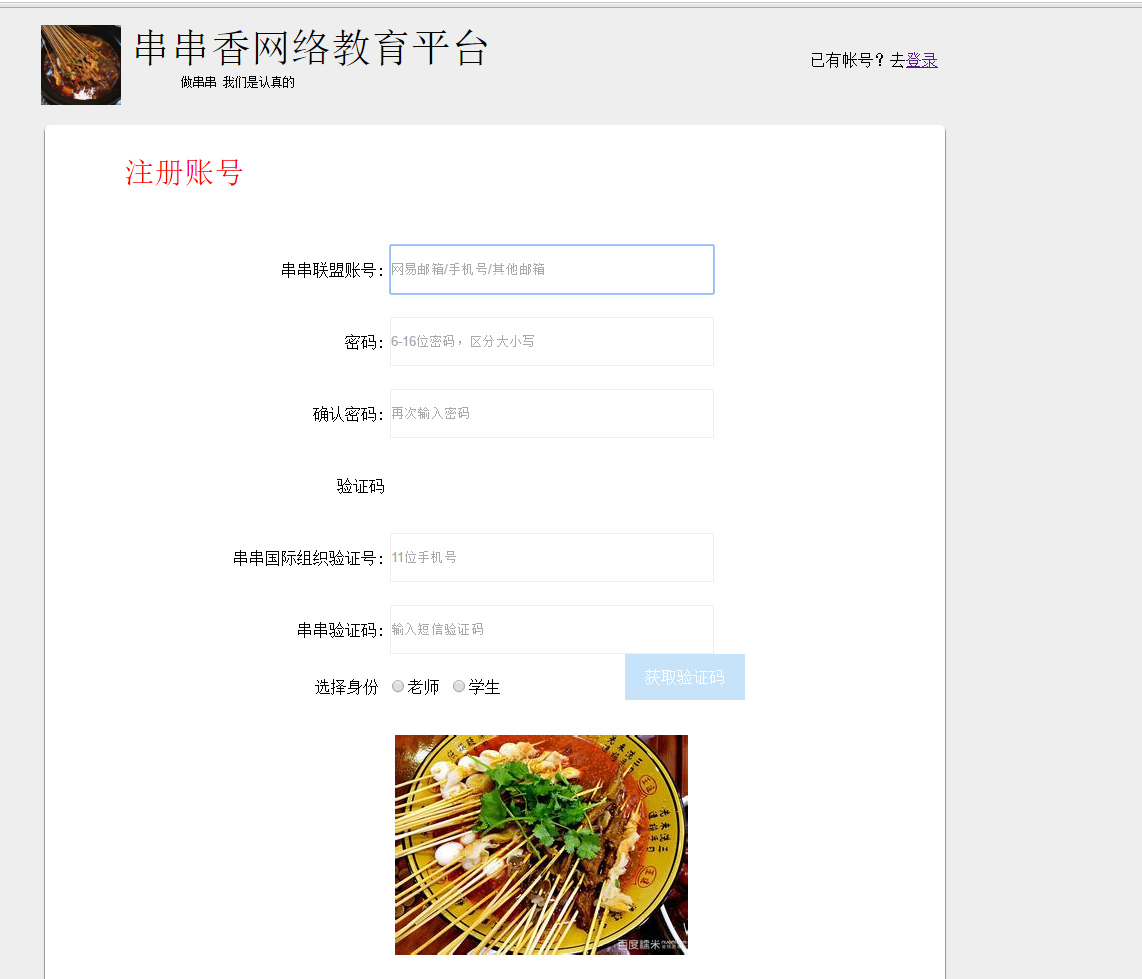 串串香网络教育平台
做串串 我们是认真的
已有帐号？去登录
注册账号
串串联盟账号：网易邮箱/手机号/其他邮箱
密码：6-16位密码，区分大小写
确认密码：再次输入密码
验证码
串串国际组织验证号：11位手机号
串串验证码：输入短信验证码
获取验证码
选择身份 老师 学生
百度糯米